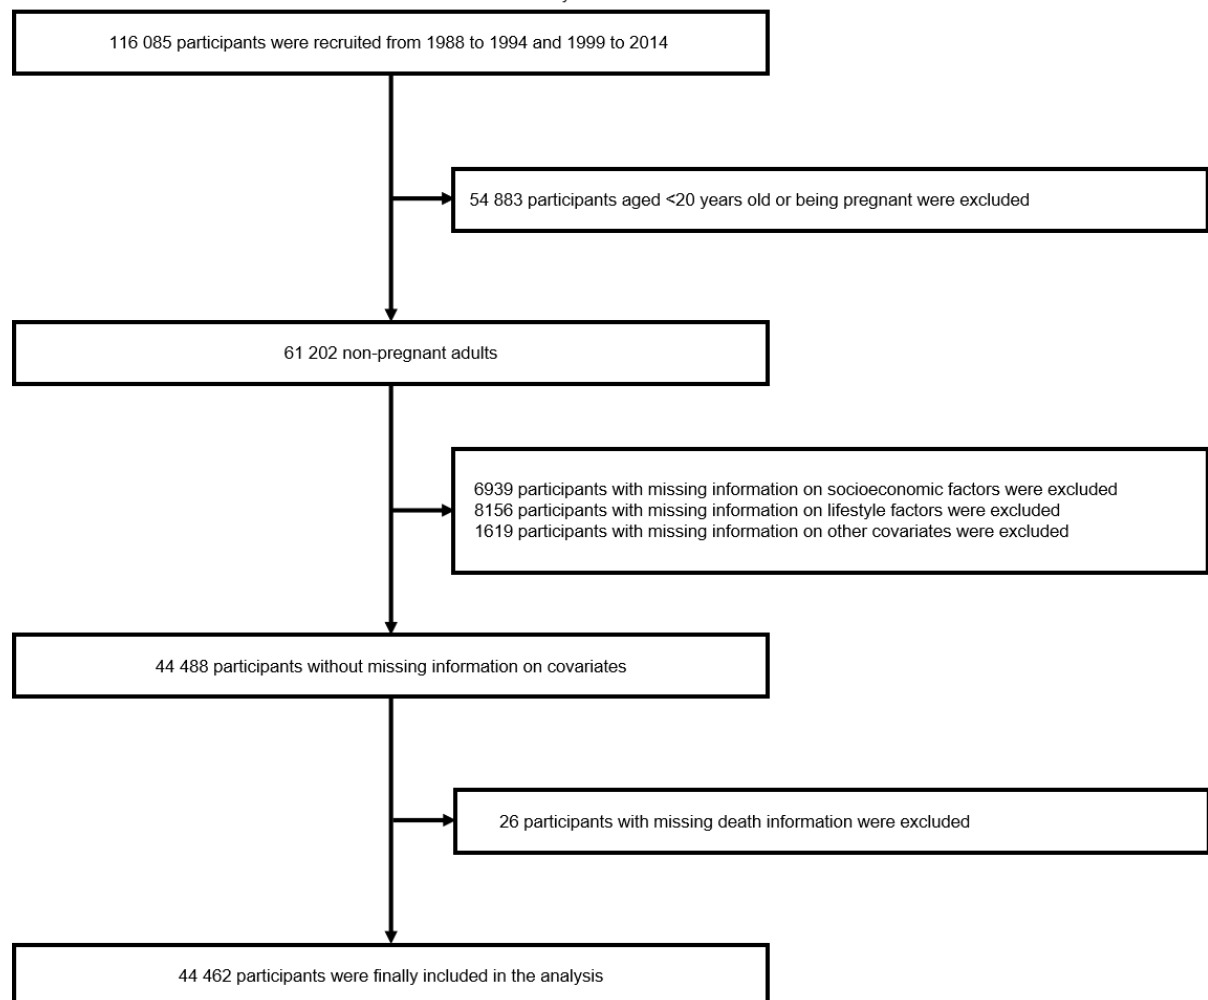 116 085 participants were recruited from 1988 to 1994 and 1999 to 2014
54 883 participants aged <20 years old or being pregnant were excluded
61 202 non-pregnant adults
6939 participants with missing information on socioeconomic factors were excluded
8156 participants with missing information on lifestyle factors were excluded
1619 participants with missing information on other covariates were excluded
44 488 participants without missing information on covariates
26 participants with missing death information were excluded
44 462 participants were finally included in the analysis